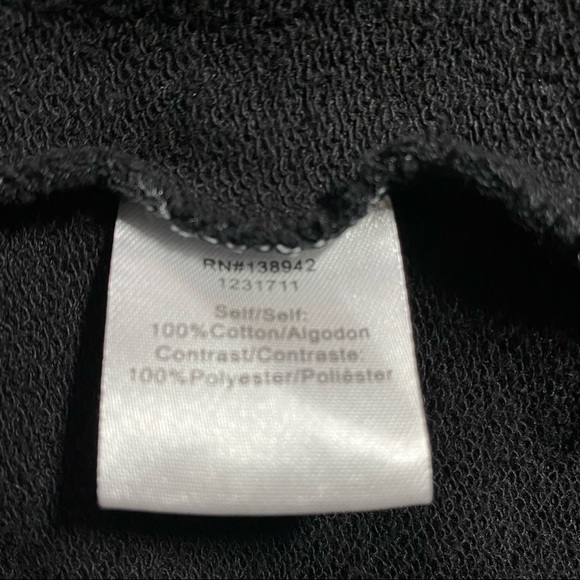 RN#138942
1231711
Self/Self:
100%Cotton/Algodon
Contrast/Contraste:
100%Polyester/Poliéster